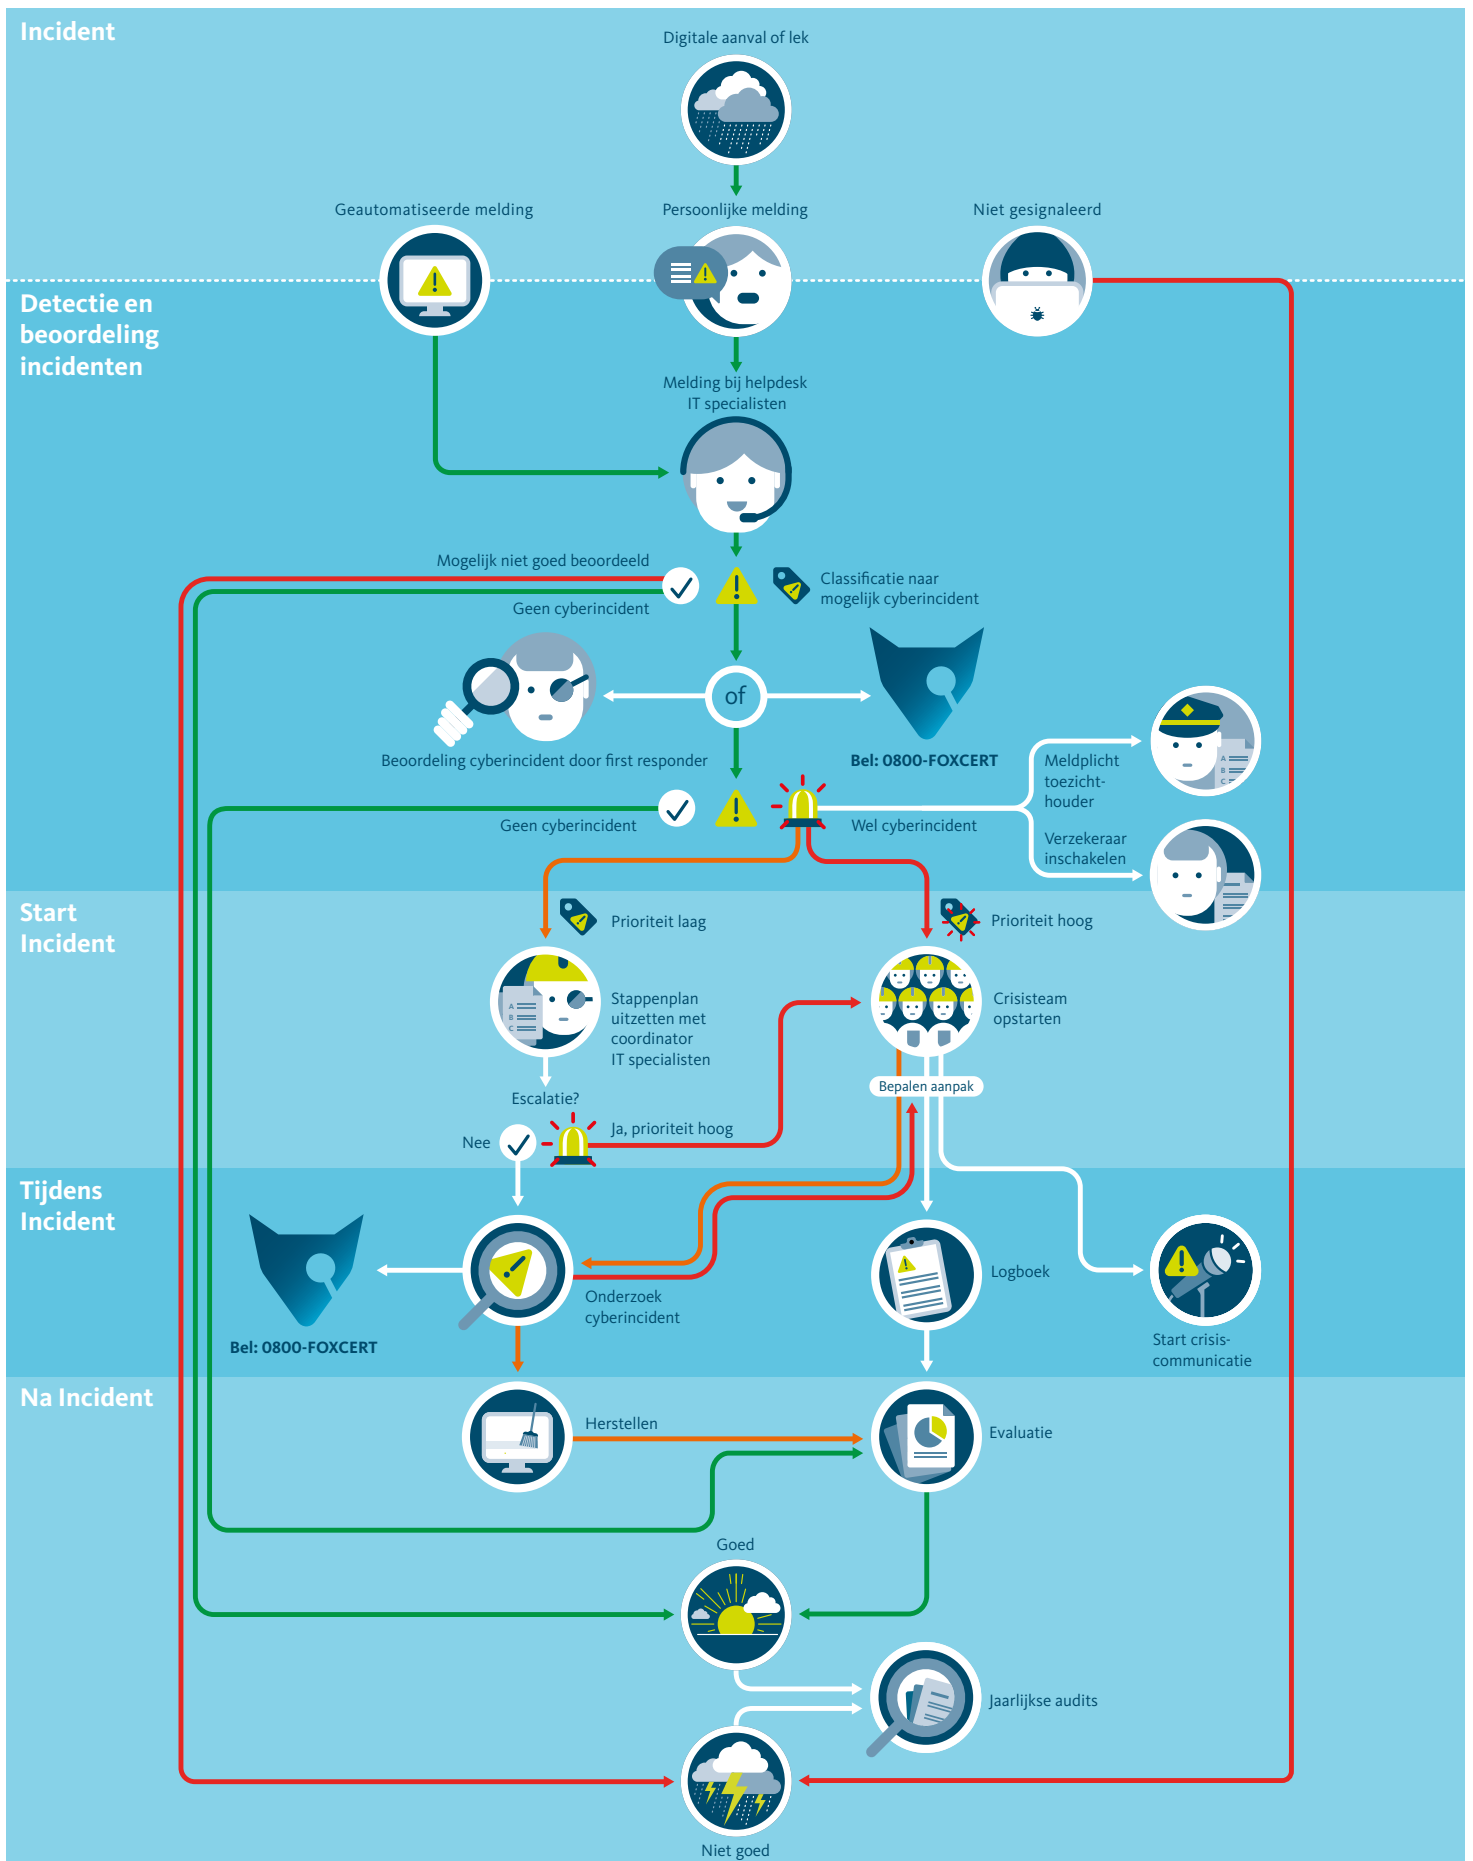 Incident
Digitale aanval of lek
Geautomatiseerde melding
Persoonlijke melding
Niet gesignaleerd
Detectie en
beoordeling
incidenten
Melding bij helpdesk
IT specialisten
Mogelijk niet goed beoordeeld
Geen cyberincident
Classificatie naar
mogelijk cyberincident
of
Beoordeling cyberincident door first responder
Bel: 0800-FOXCERT
Meldplicht
toezicht-
houder
A
B
C
Geen cyberincident
Wel cyberincident
Verzekeraar
inschakelen
Start
Incident
Prioriteit laag
Prioriteit hoog
A
B
C
Stappenplan
uitzetten met
coordinator
IT specialisten
Crisisteam
opstarten
Bepalen aanpak
Escalatie?
Nee
Ja, prioriteit hoog
Tijdens
Incident
Bel: 0800-FOXCERT
Onderzoek
cyberincident
Logboek
Start crisis-
communicatie
Na Incident
Herstellen
Evaluatie
Goed
Jaarlijkse audits
Niet goed